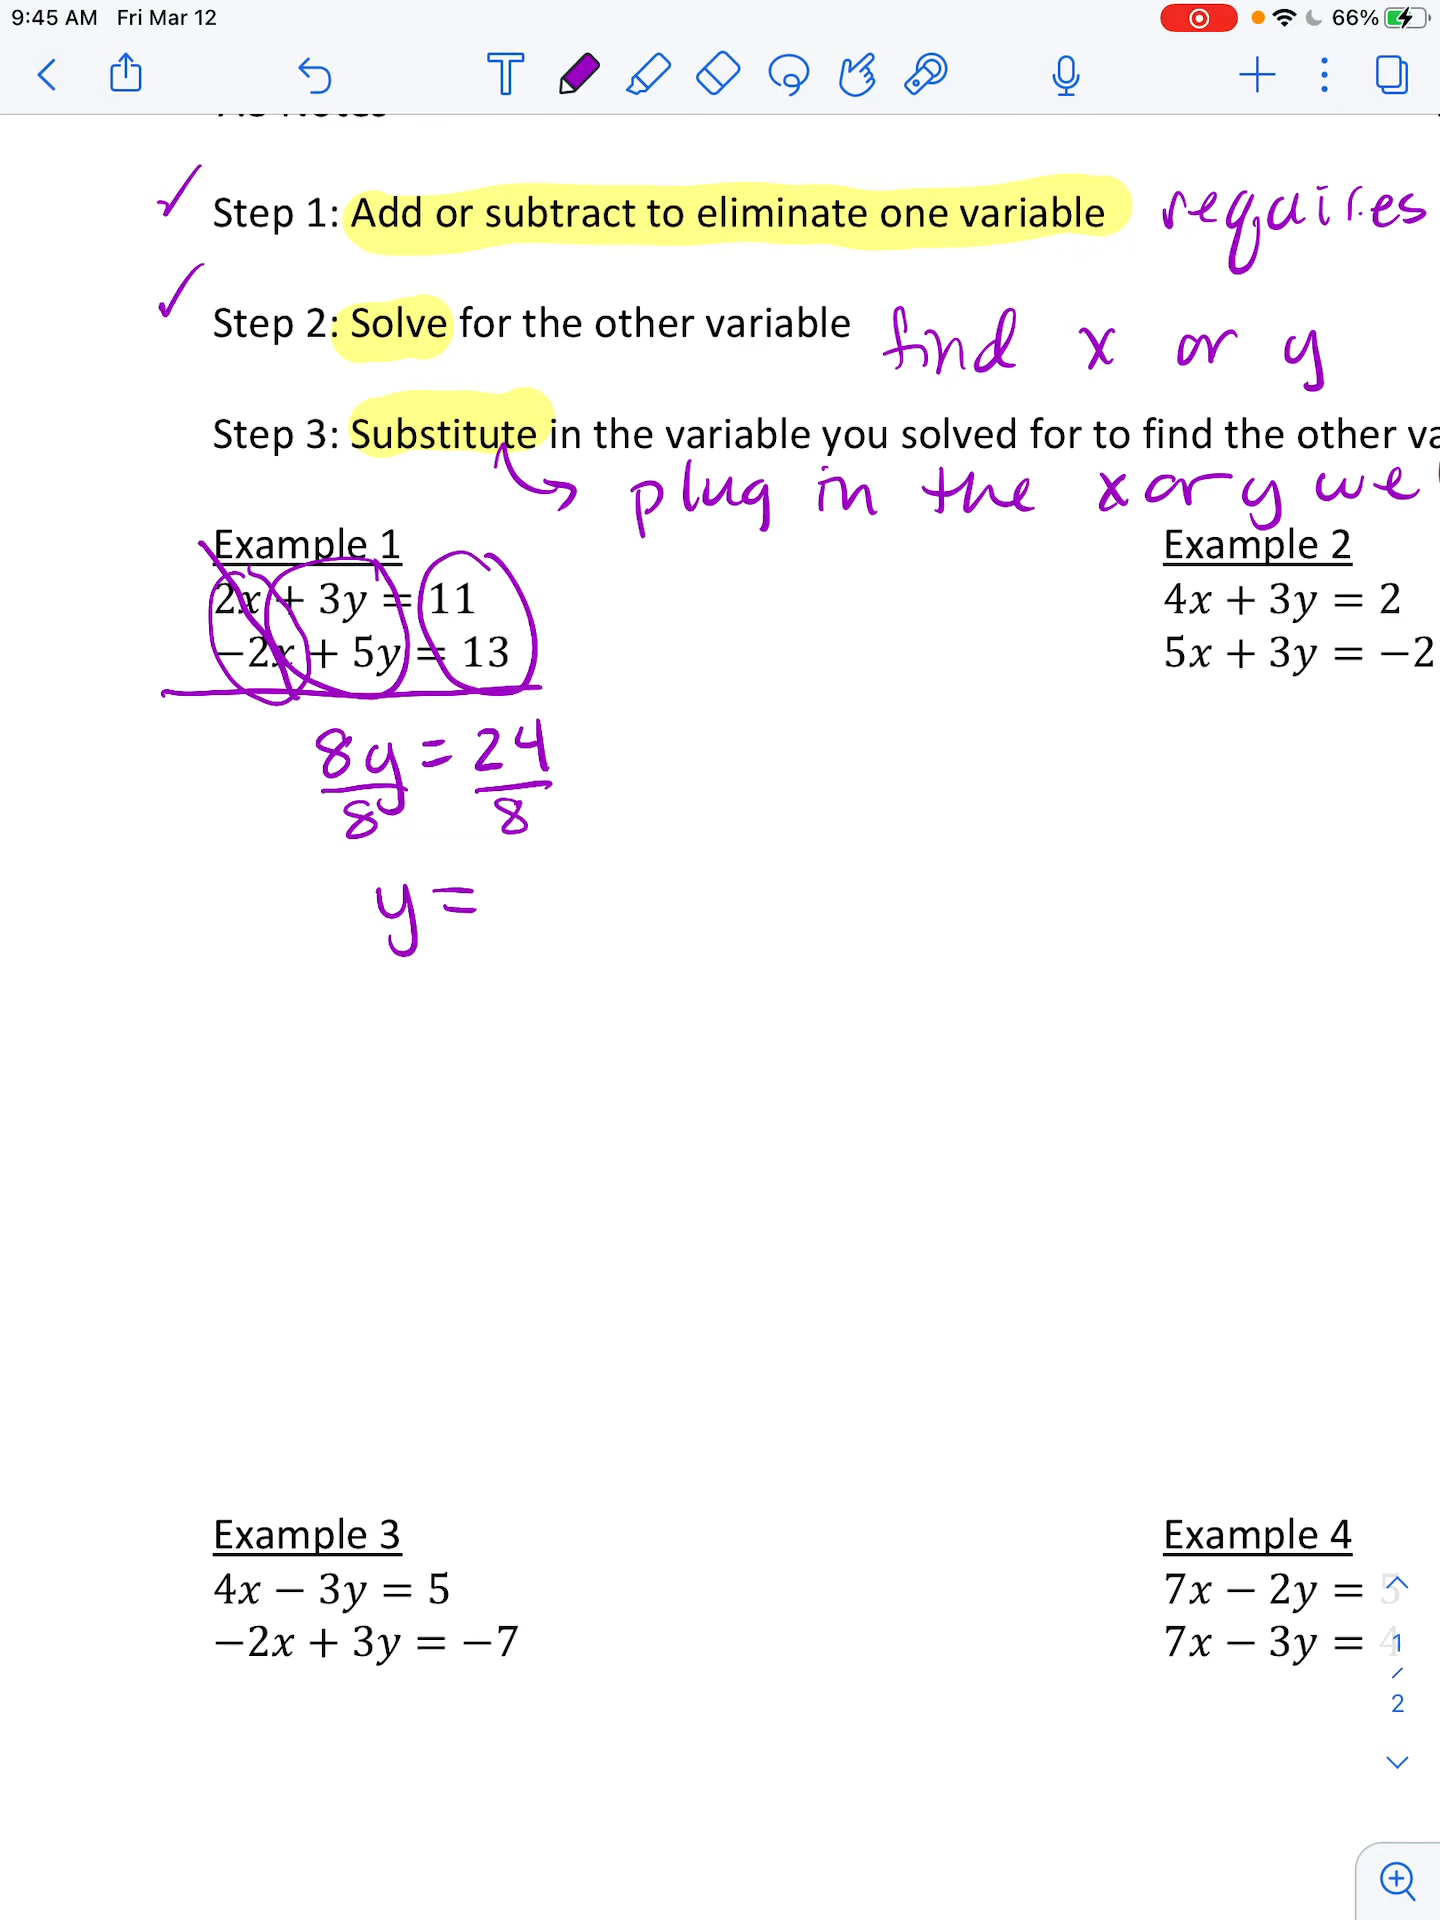 9:45 AM Fri Mar 12 66%
Step 1: Add or subtract to eliminate one variable requires
Step 2: Solve for the other variable find x or y
Step 3: Substitute in the variable you solved for to find the other va
plug in the x or y we
Example 1
2x + 3y = 11
−2x + 5y = 13
8y = 24
8 8
y =
Example 2
4x + 3y = 2
5x + 3y = −2
Example 3
4x − 3y = 5
−2x + 3y = −7
Example 4
7x − 2y = 5
7x − 3y = 4
1
/
2